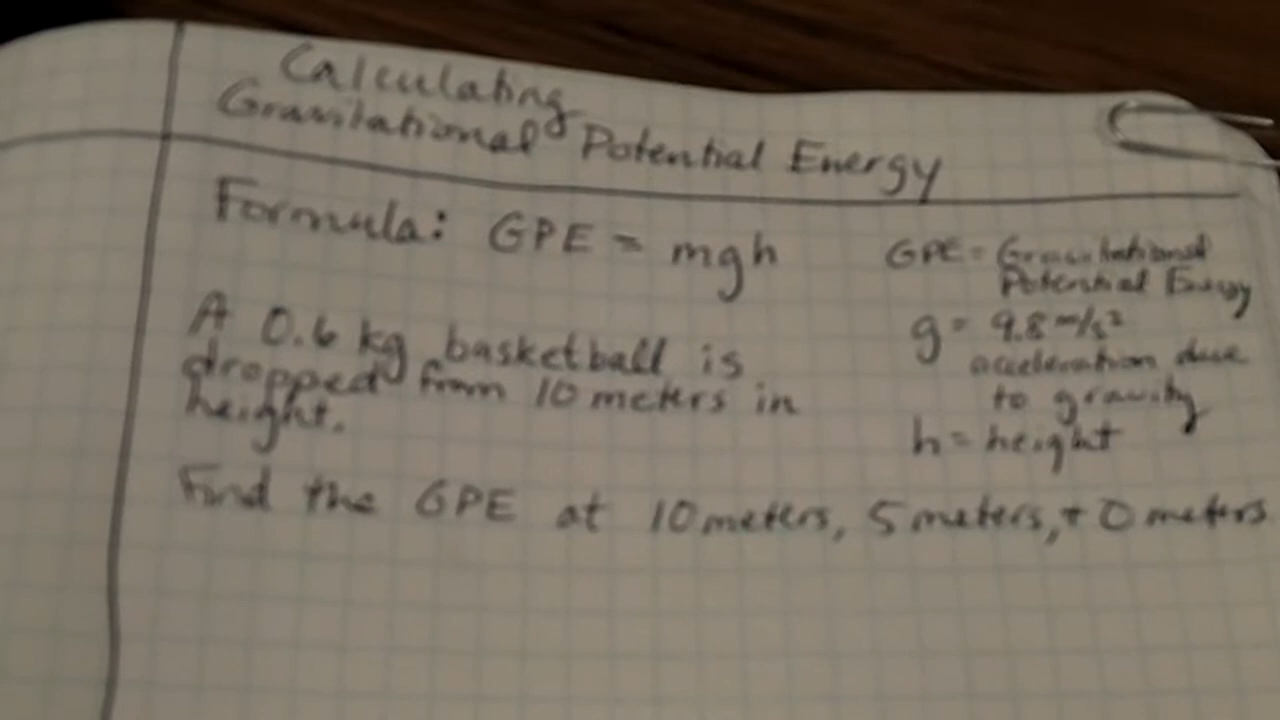 Calculating
Gravitational Potential Energy
Formula: GPE = mgh
GPE = Gravitational
Potential Energy
g = 9.8 m/s²
acceleration due
to gravity
h = height
A 0.6 kg basketball is
dropped from 10 meters in
height.
Find the GPE at 10 meters, 5 meters, + 0 meters